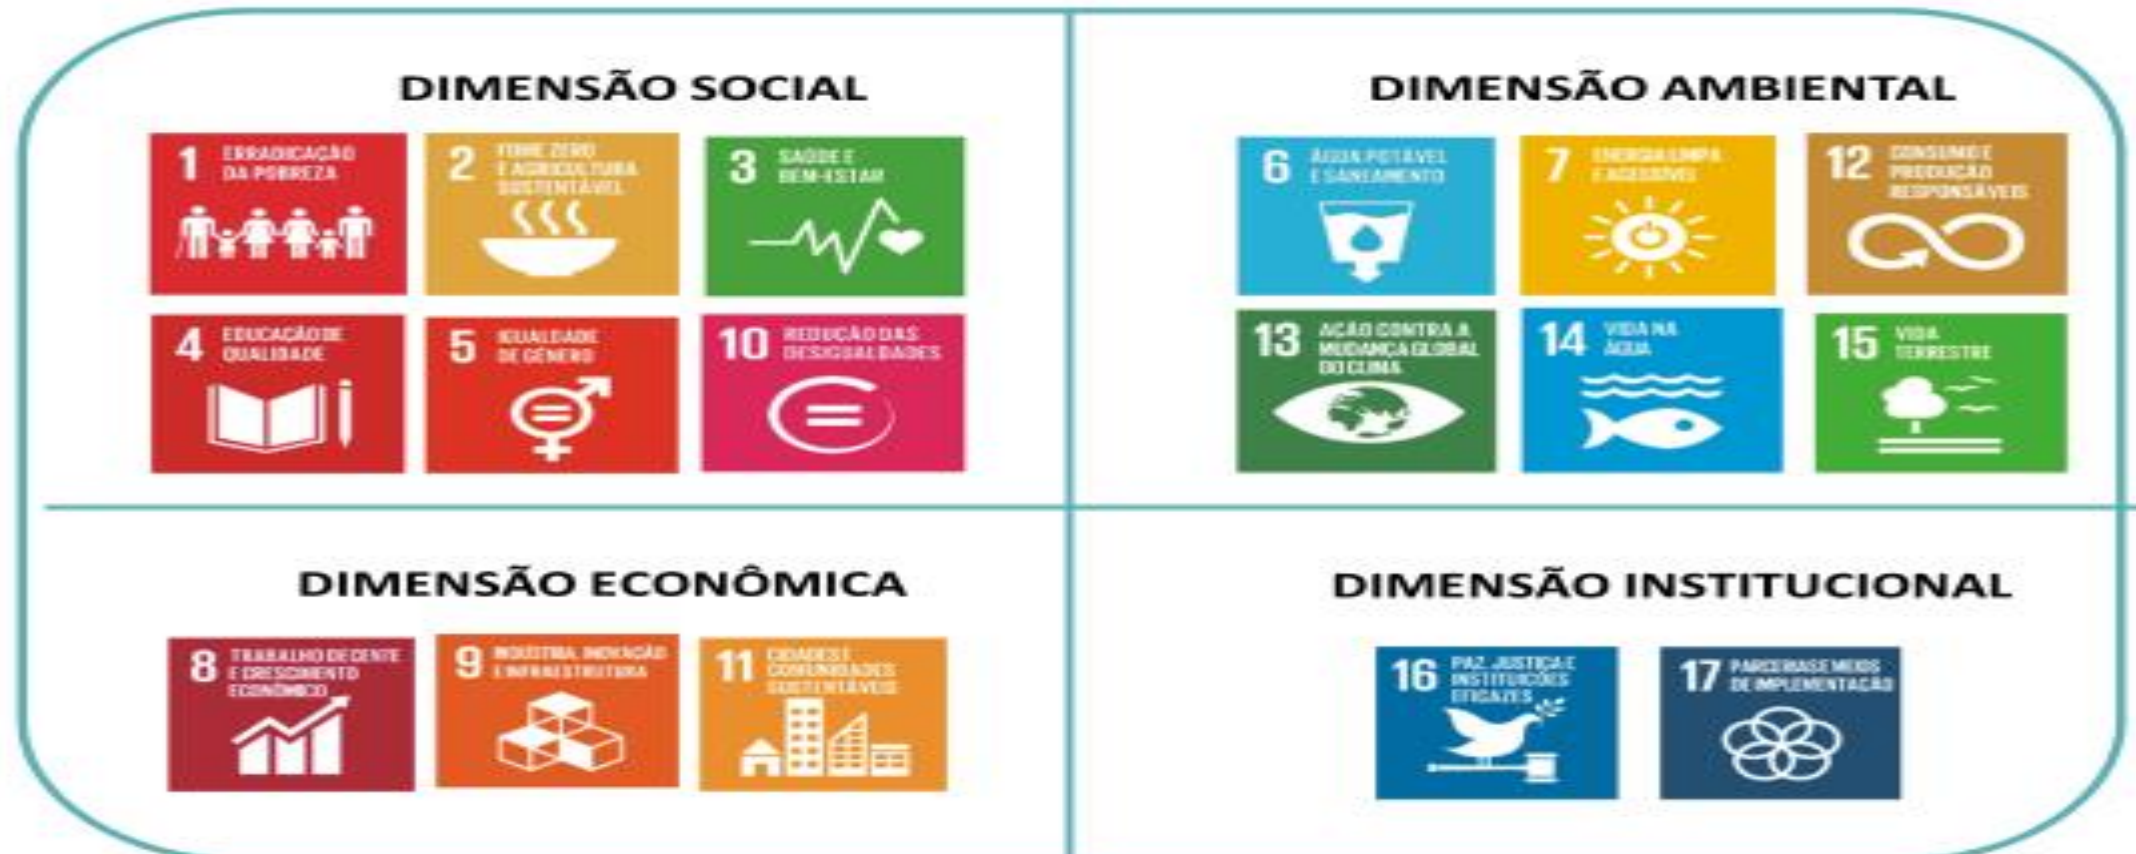 DIMENSÃO SOCIAL
1 ERRADICAÇÃO
DA POBREZA
2 FOME ZERO
E AGRICULTURA
SUSTENTÁVEL
3 SAÚDE E
BEM-ESTAR
4 EDUCAÇÃO DE
QUALIDADE
5 IGUALDADE
DE GÊNERO
10 REDUÇÃO DAS
DESIGUALDADES
DIMENSÃO AMBIENTAL
6 ÁGUA POTÁVEL
E SANEAMENTO
7 ENERGIA LIMPA
E ACESSÍVEL
12 CONSUMO E
PRODUÇÃO
RESPONSÁVEIS
13 AÇÃO CONTRA A
MUDANÇA GLOBAL
DO CLIMA
14 VIDA NA
ÁGUA
15 VIDA
TERRESTRE
DIMENSÃO ECONÔMICA
8 TRABALHO DECENTE
E CRESCIMENTO
ECONÔMICO
9 INDÚSTRIA, INOVAÇÃO
E INFRAESTRUTURA
11 CIDADES E
COMUNIDADES
SUSTENTÁVEIS
DIMENSÃO INSTITUCIONAL
16 PAZ, JUSTIÇA E
INSTITUIÇÕES
EFICAZES
17 PARCERIAS E MEIOS
DE IMPLEMENTAÇÃO